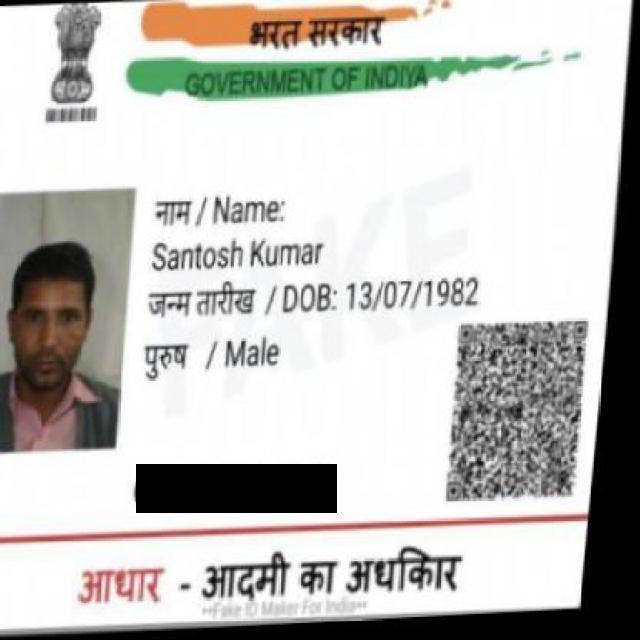 भरत सरकार
GOVERNMENT OF INDIYA
FAKE
नाम / Name:
Santosh Kumar
जन्म तारीख / DOB: 13/07/1982
पुरुष / Male
आधार - आदमी का अधकिार
**Fake ID Maker For India**